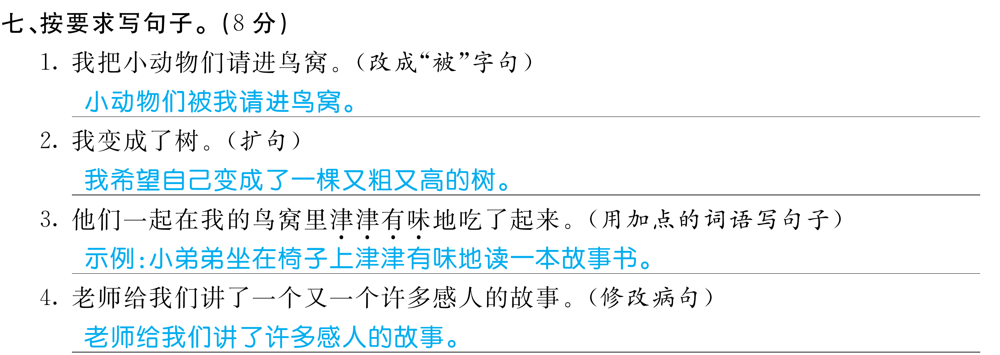 七、按要求写句子。(8 分)
1. 我把小动物们请进鸟窝。(改成“被”字句)
小动物们被我请进鸟窝。
2. 我变成了树。(扩句)
我希望自己变成了一棵又粗又高的树。
3. 他们一起在我的鸟窝里津津有味地吃了起来。(用加点的词语写句子)
示例:小弟弟坐在椅子上津津有味地读一本故事书。
4. 老师给我们讲了一个又一个许多感人的故事。(修改病句)
老师给我们讲了许多感人的故事。